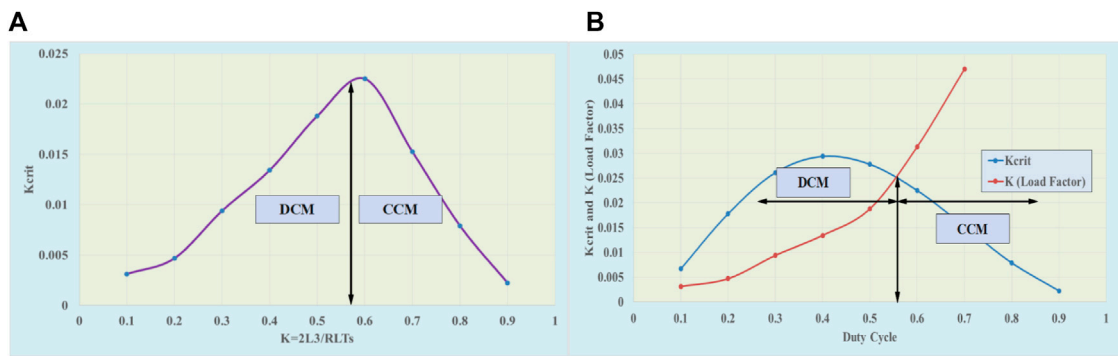 A
0.025
0.02
0.015
0.01
0.005
0
Kcrit
DCM
CCM
0 0.1 0.2 0.3 0.4 0.5 0.6 0.7 0.8 0.9 1
K=2L3/RLTs
B
0.05
0.045
0.04
0.035
0.03
0.025
0.02
0.015
0.01
0.005
0
Kcrit and K (Load Factor)
Kcrit
K (Load Factor)
DCM
CCM
0 0.1 0.2 0.3 0.4 0.5 0.6 0.7 0.8 0.9 1
Duty Cycle